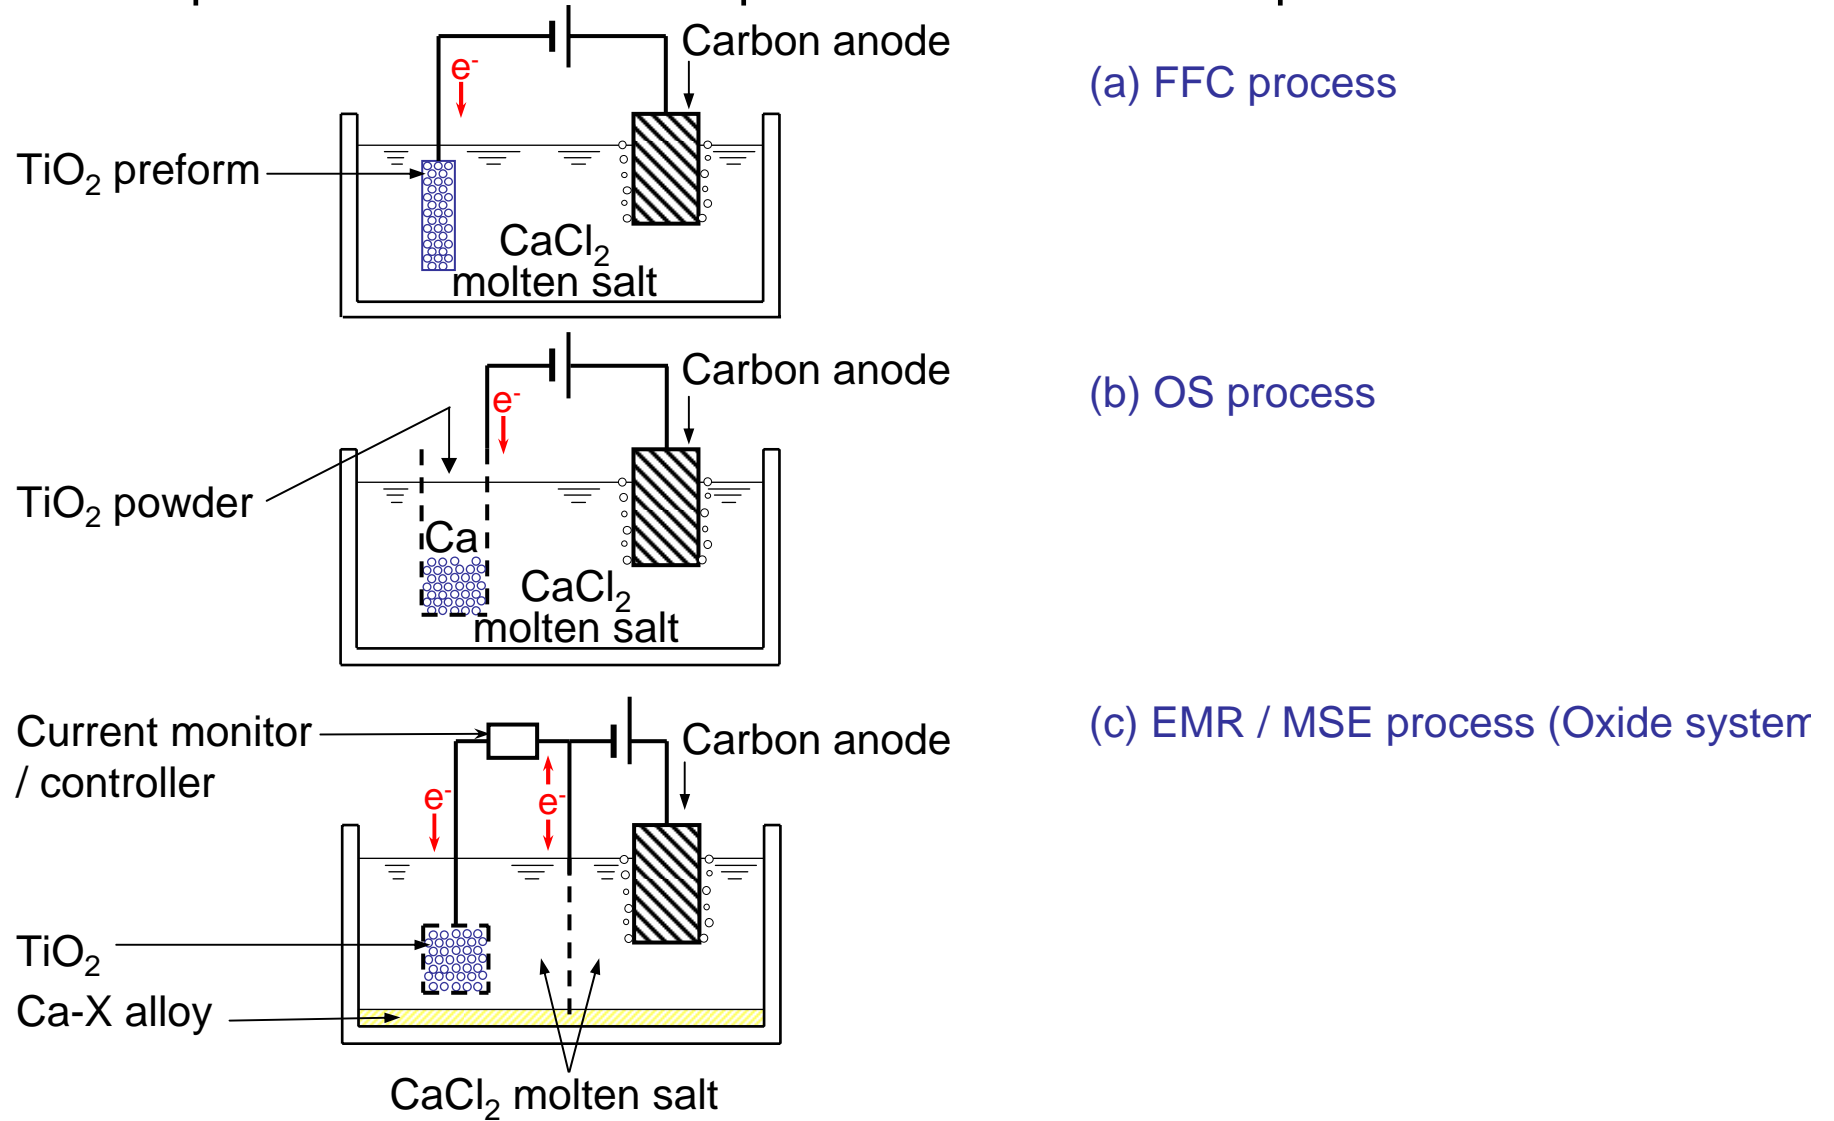 Carbon anode
e-
(a) FFC process
TiO2 preform
CaCl2
molten salt
Carbon anode
e-
(b) OS process
TiO2 powder
Ca
CaCl2
molten salt
Current monitor
/ controller
Carbon anode
(c) EMR / MSE process (Oxide system
e-
e-
TiO2
Ca-X alloy
CaCl2 molten salt